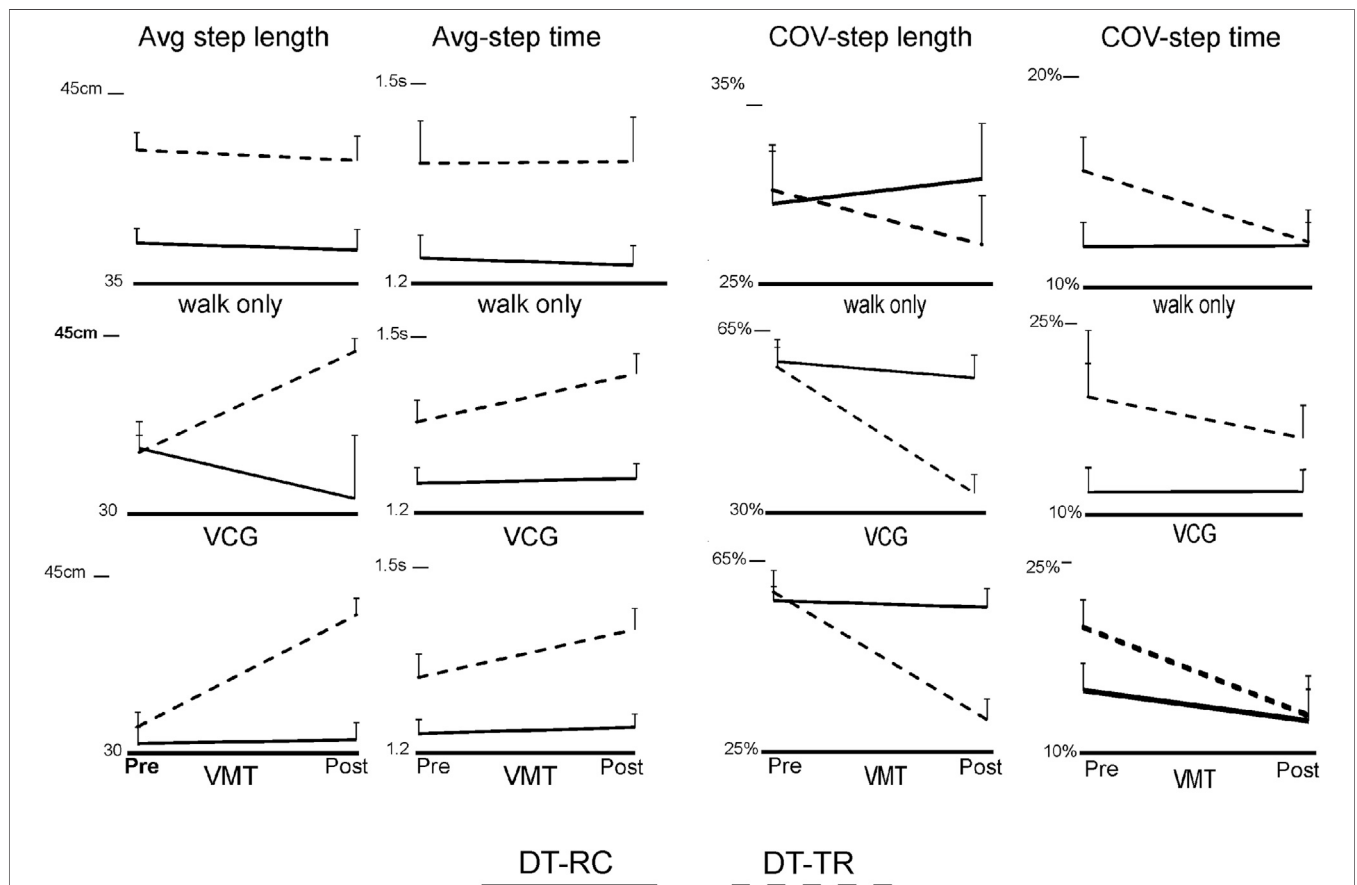 Avg step length Avg-step time COV-step length COV-step time
45cm 1.5s 35% 20%
35 1.2 25% 10%
walk only walk only walk only walk only
45cm 1.5s 65% 25%
30 1.2 30% 10%
VCG VCG VCG VCG
45cm 1.5s 65% 25%
30 1.2 25% 10%
Pre VMT Post Pre VMT Post Pre VMT Post Pre VMT Post
DT-RC DT-TR